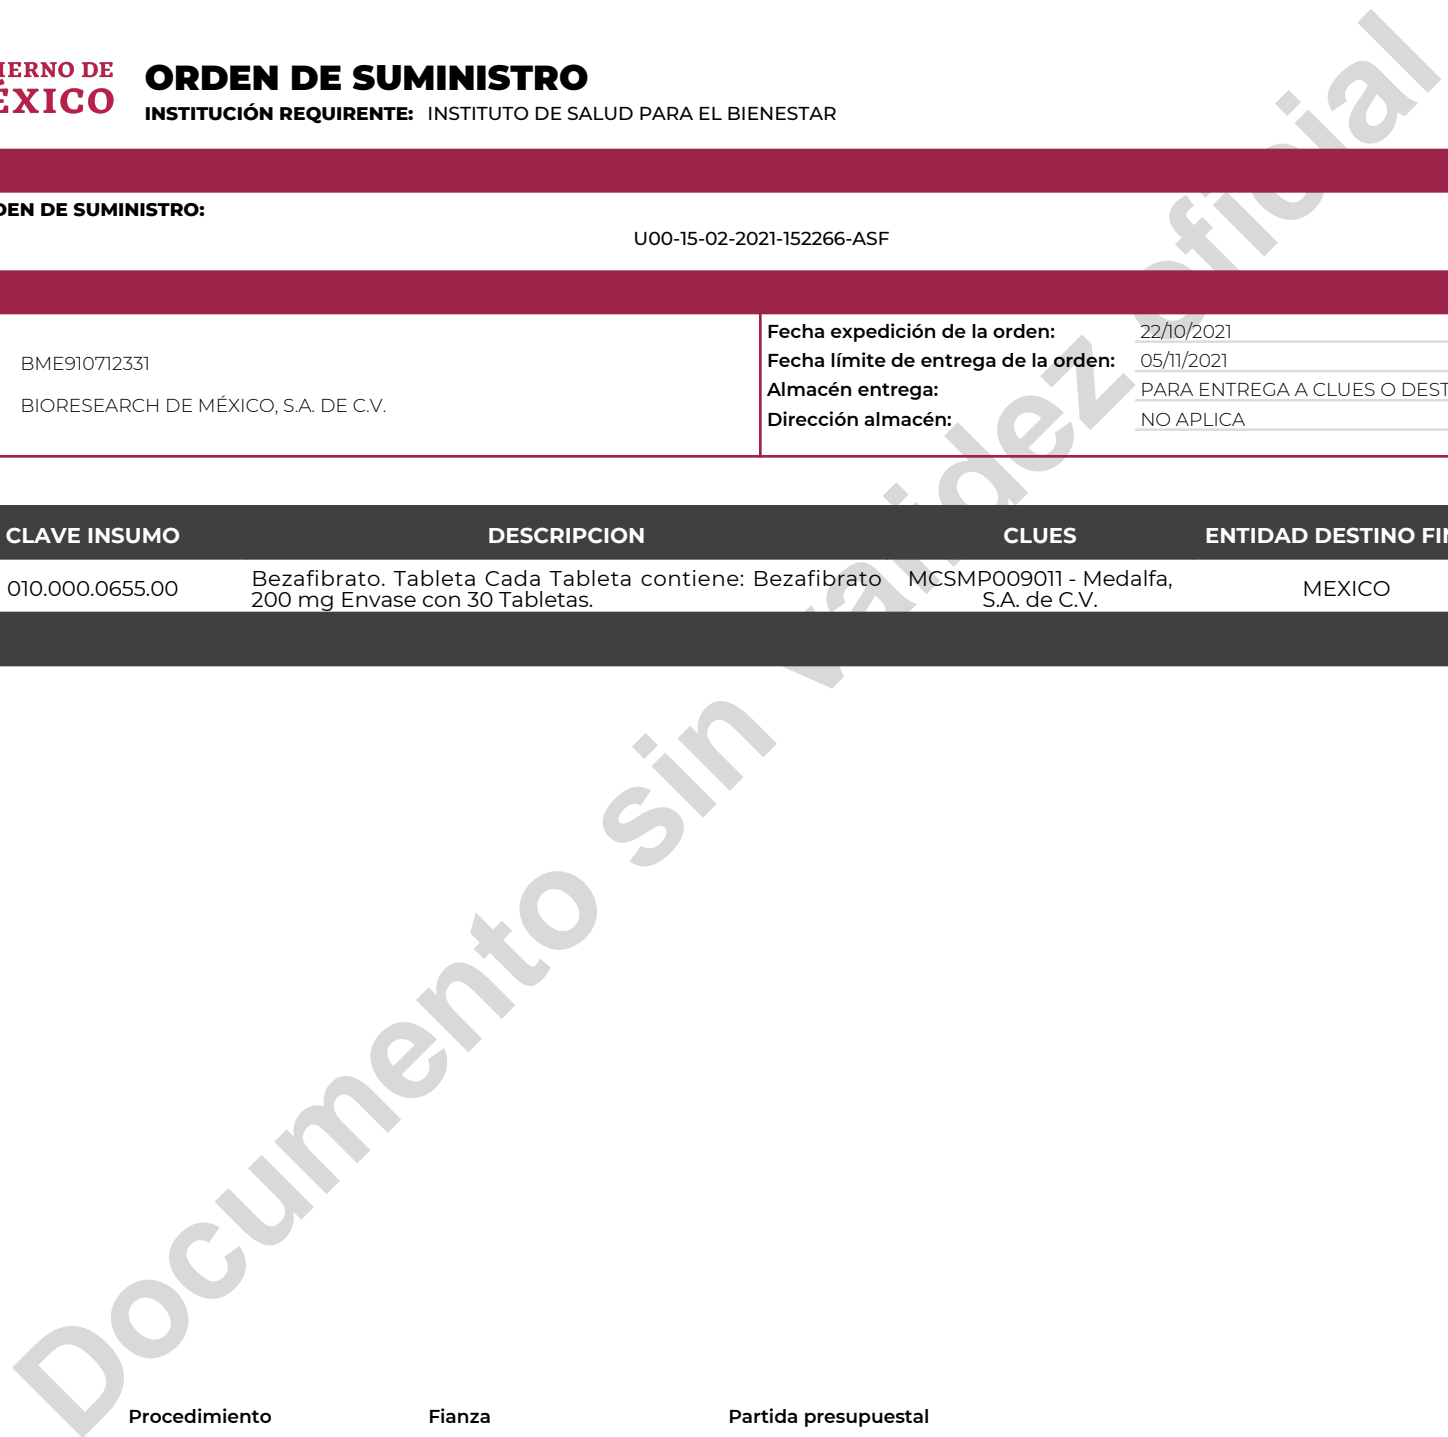 IERNO DE
ÉXICO
ORDEN DE SUMINISTRO
INSTITUCIÓN REQUIRENTE: INSTITUTO DE SALUD PARA EL BIENESTAR
DEN DE SUMINISTRO:
U00-15-02-2021-152266-ASF
BME910712331
BIORESEARCH DE MÉXICO, S.A. DE C.V.
Fecha expedición de la orden: 22/10/2021
Fecha límite de entrega de la orden: 05/11/2021
Almacén entrega: PARA ENTREGA A CLUES O DEST
Dirección almacén: NO APLICA
CLAVE INSUMO DESCRIPCION CLUES ENTIDAD DESTINO FIN
010.000.0655.00 Bezafibrato. Tableta Cada Tableta contiene: Bezafibrato MCSMP009011 - Medalfa, MEXICO
200 mg Envase con 30 Tabletas. S.A. de C.V.
Documento sin validez oficial
Procedimiento Fianza Partida presupuestal